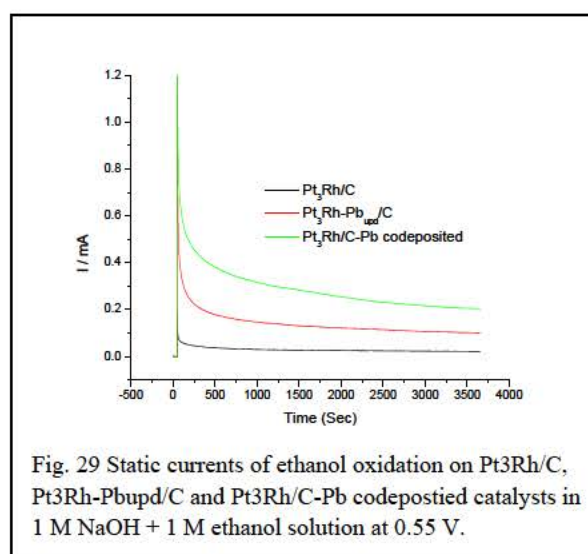 1.2
1.0
0.8
0.6
0.4
0.2
0.0
I / mA
Pt3Rh/C
Pt3Rh-Pbupd/C
Pt3Rh/C-Pb codeposited
-500 0 500 1000 1500 2000 2500 3000 3500 4000
Time (Sec)
Fig. 29 Static currents of ethanol oxidation on Pt3Rh/C,
Pt3Rh-Pbupd/C and Pt3Rh/C-Pb codepostied catalysts in
1 M NaOH + 1 M ethanol solution at 0.55 V.